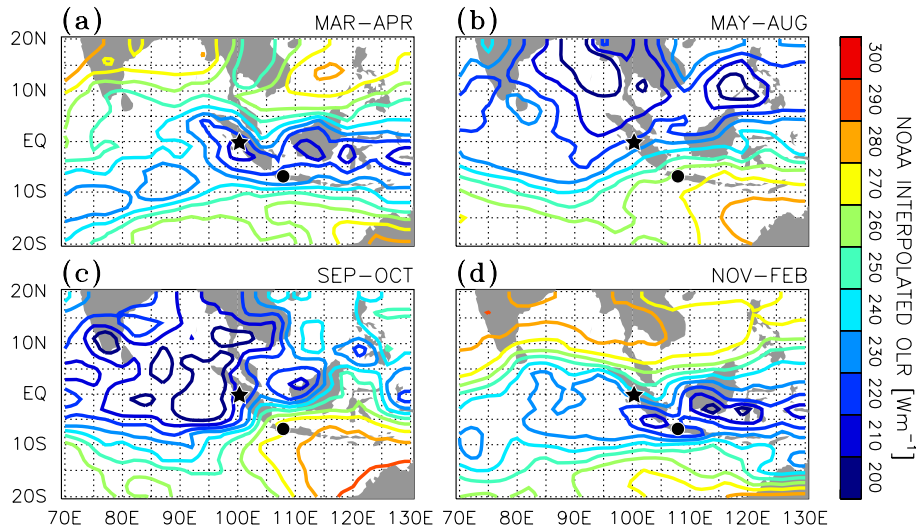 (a) MAR−APR
(b) MAY−AUG
20N
10N
EQ
10S
20S
(c) SEP−OCT
(d) NOV−FEB
20N
10N
EQ
10S
20S
70E 80E 90E 100E 110E 120E 130E
70E 80E 90E 100E 110E 120E 130E
300
290
280
270
260
250
240
230
220
210
200
NOAA INTERPOLATED OLR [Wm⁻¹]